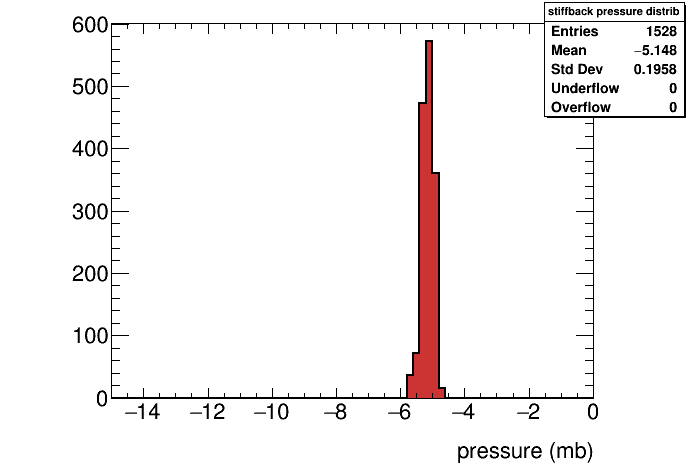 stiffback pressure distrib
Entries 1528
Mean −5.148
Std Dev 0.1958
Underflow 0
Overflow 0
600
500
400
300
200
100
0
−14 −12 −10 −8 −6 −4 −2 0
pressure (mb)